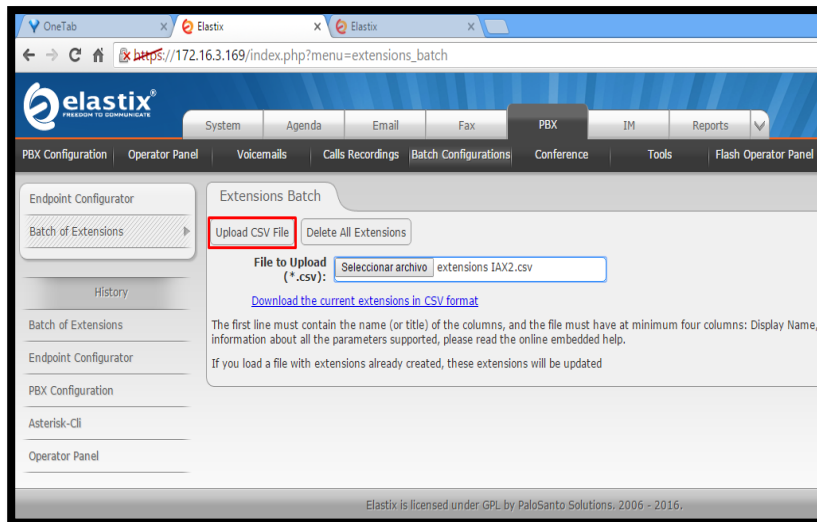 OneTab
Elastix
Elastix
https://172.16.3.169/index.php?menu=extensions_batch
elastix®
FREEDOM TO COMMUNICATE
System Agenda Email Fax PBX IM Reports
PBX Configuration Operator Panel Voicemails Calls Recordings Batch Configurations Conference Tools Flash Operator Panel
Endpoint Configurator
Batch of Extensions
History
Batch of Extensions
Endpoint Configurator
PBX Configuration
Asterisk-Cli
Operator Panel
Extensions Batch
Upload CSV File Delete All Extensions
File to Upload (*.csv): Seleccionar archivo extensions IAX2.csv
Download the current extensions in CSV format
The first line must contain the name (or title) of the columns, and the file must have at minimum four columns: Display Name,
information about all the parameters supported, please read the online embedded help.
If you load a file with extensions already created, these extensions will be updated
Elastix is licensed under GPL by PaloSanto Solutions. 2006 - 2016.